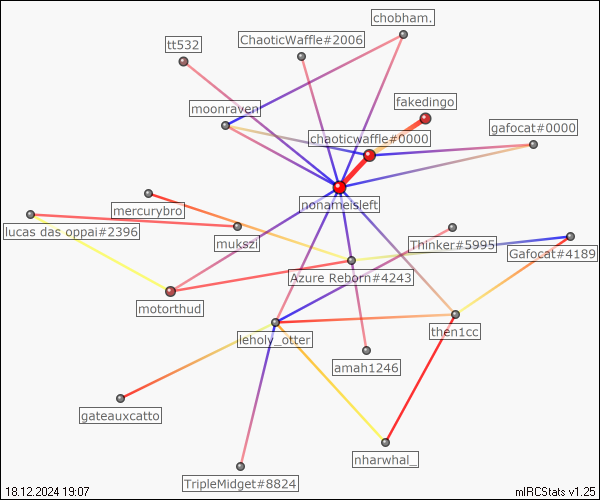 chobham.
tt532
ChaoticWaffle#2006
fakedingo
moonraven
gafocat#0000
chaoticwaffle#0000
mercurybro
nonameisleft
lucas das oppai#2396
mukszi
Thinker#5995
Gafocat#4189
Azure Reborn#4243
motorthud
leholy_otter
then1cc
amah1246
gateauxcatto
nharwhal_
TripleMidget#8824
18.12.2024 19:07
mIRCStats v1.25